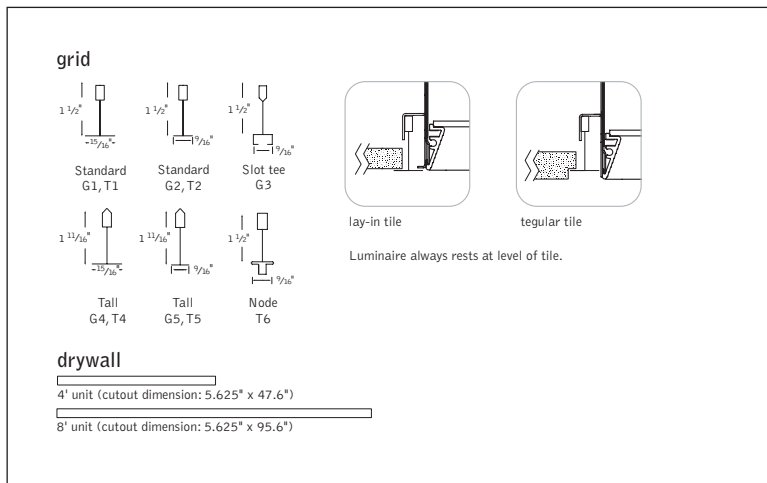 grid
1 1/2"
15/16"
Standard
G1, T1
1 1/2"
9/16"
Standard
G2, T2
1 1/2"
9/16"
Slot tee
G3
1 11/16"
15/16"
Tall
G4, T4
1 11/16"
9/16"
Tall
G5, T5
1 1/2"
9/16"
Node
T6
lay-in tile
tegular tile
Luminaire always rests at level of tile.
drywall
4' unit (cutout dimension: 5.625" x 47.6")
8' unit (cutout dimension: 5.625" x 95.6")